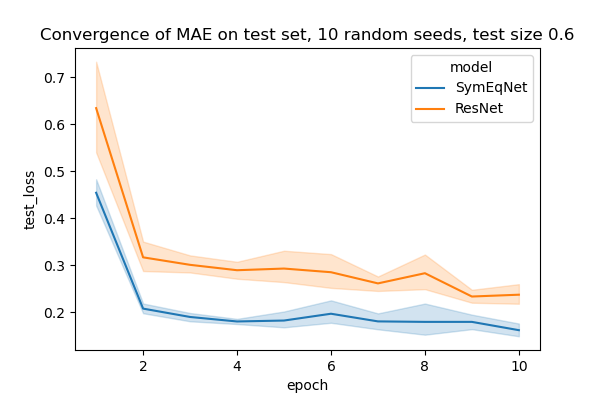 Convergence of MAE on test set, 10 random seeds, test size 0.6
model
SymEqNet
ResNet
test_loss
0.7
0.6
0.5
0.4
0.3
0.2
2 4 6 8 10
epoch